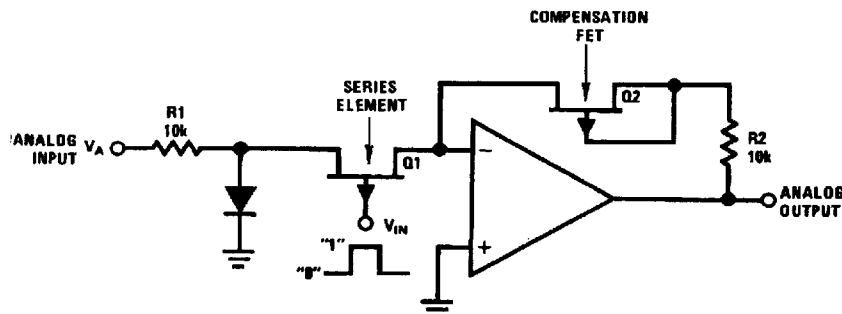 COMPENSATION
FET
SERIES
ELEMENT
Q2
R1
10k
ANALOG
INPUT
VA
Q1
−
R2
10k
+
VIN
"1"
"0"
ANALOG
OUTPUT